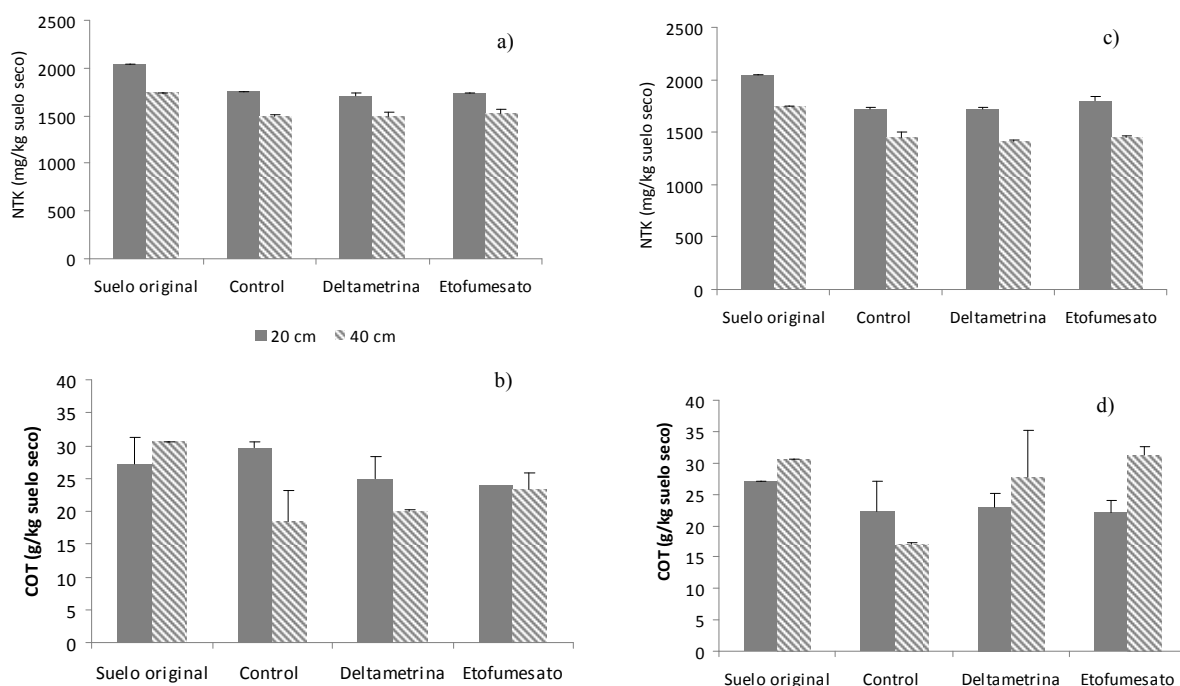 a)
NTK (mg/kg suelo seco)
2500
2000
1500
1000
500
0
Suelo original Control Deltametrina Etofumesato
20 cm 40 cm
b)
COT (g/kg suelo seco)
40
35
30
25
20
15
10
5
0
Suelo original Control Deltametrina Etofumesato
c)
NTK (mg/kg suelo seco)
2500
2000
1500
1000
500
0
Suelo original Control Deltametrina Etofumesato
d)
COT (g/kg suelo seco)
40
35
30
25
20
15
10
5
0
Suelo original Control Deltametrina Etofumesato